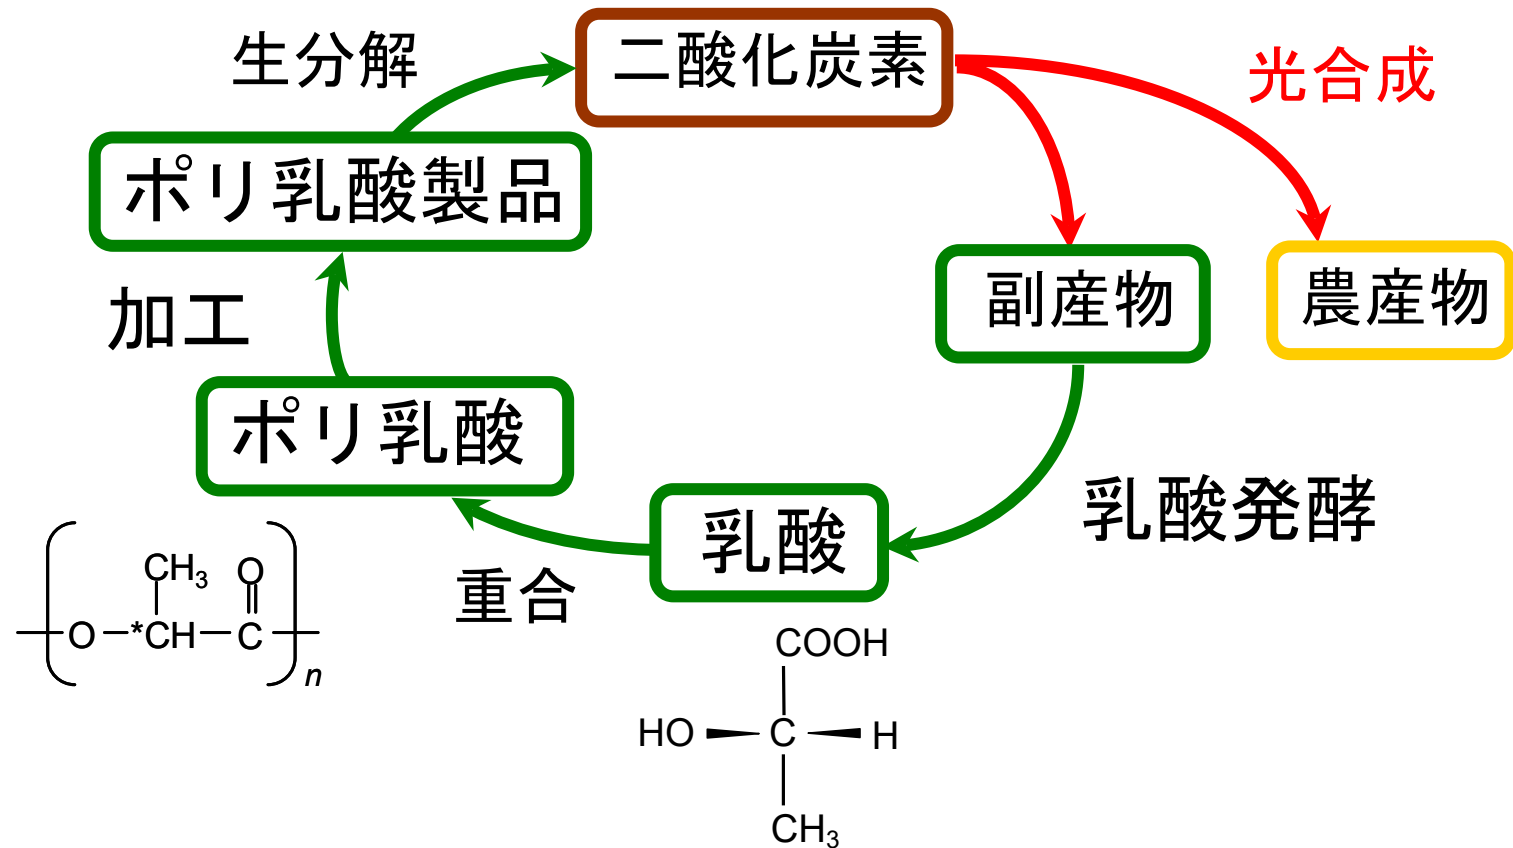 生分解
二酸化炭素
光合成
ポリ乳酸製品
副産物
農産物
加工
ポリ乳酸
乳酸発酵
乳酸
重合
CH3
O
O
*CH
C
n
COOH
HO
C
H
CH3